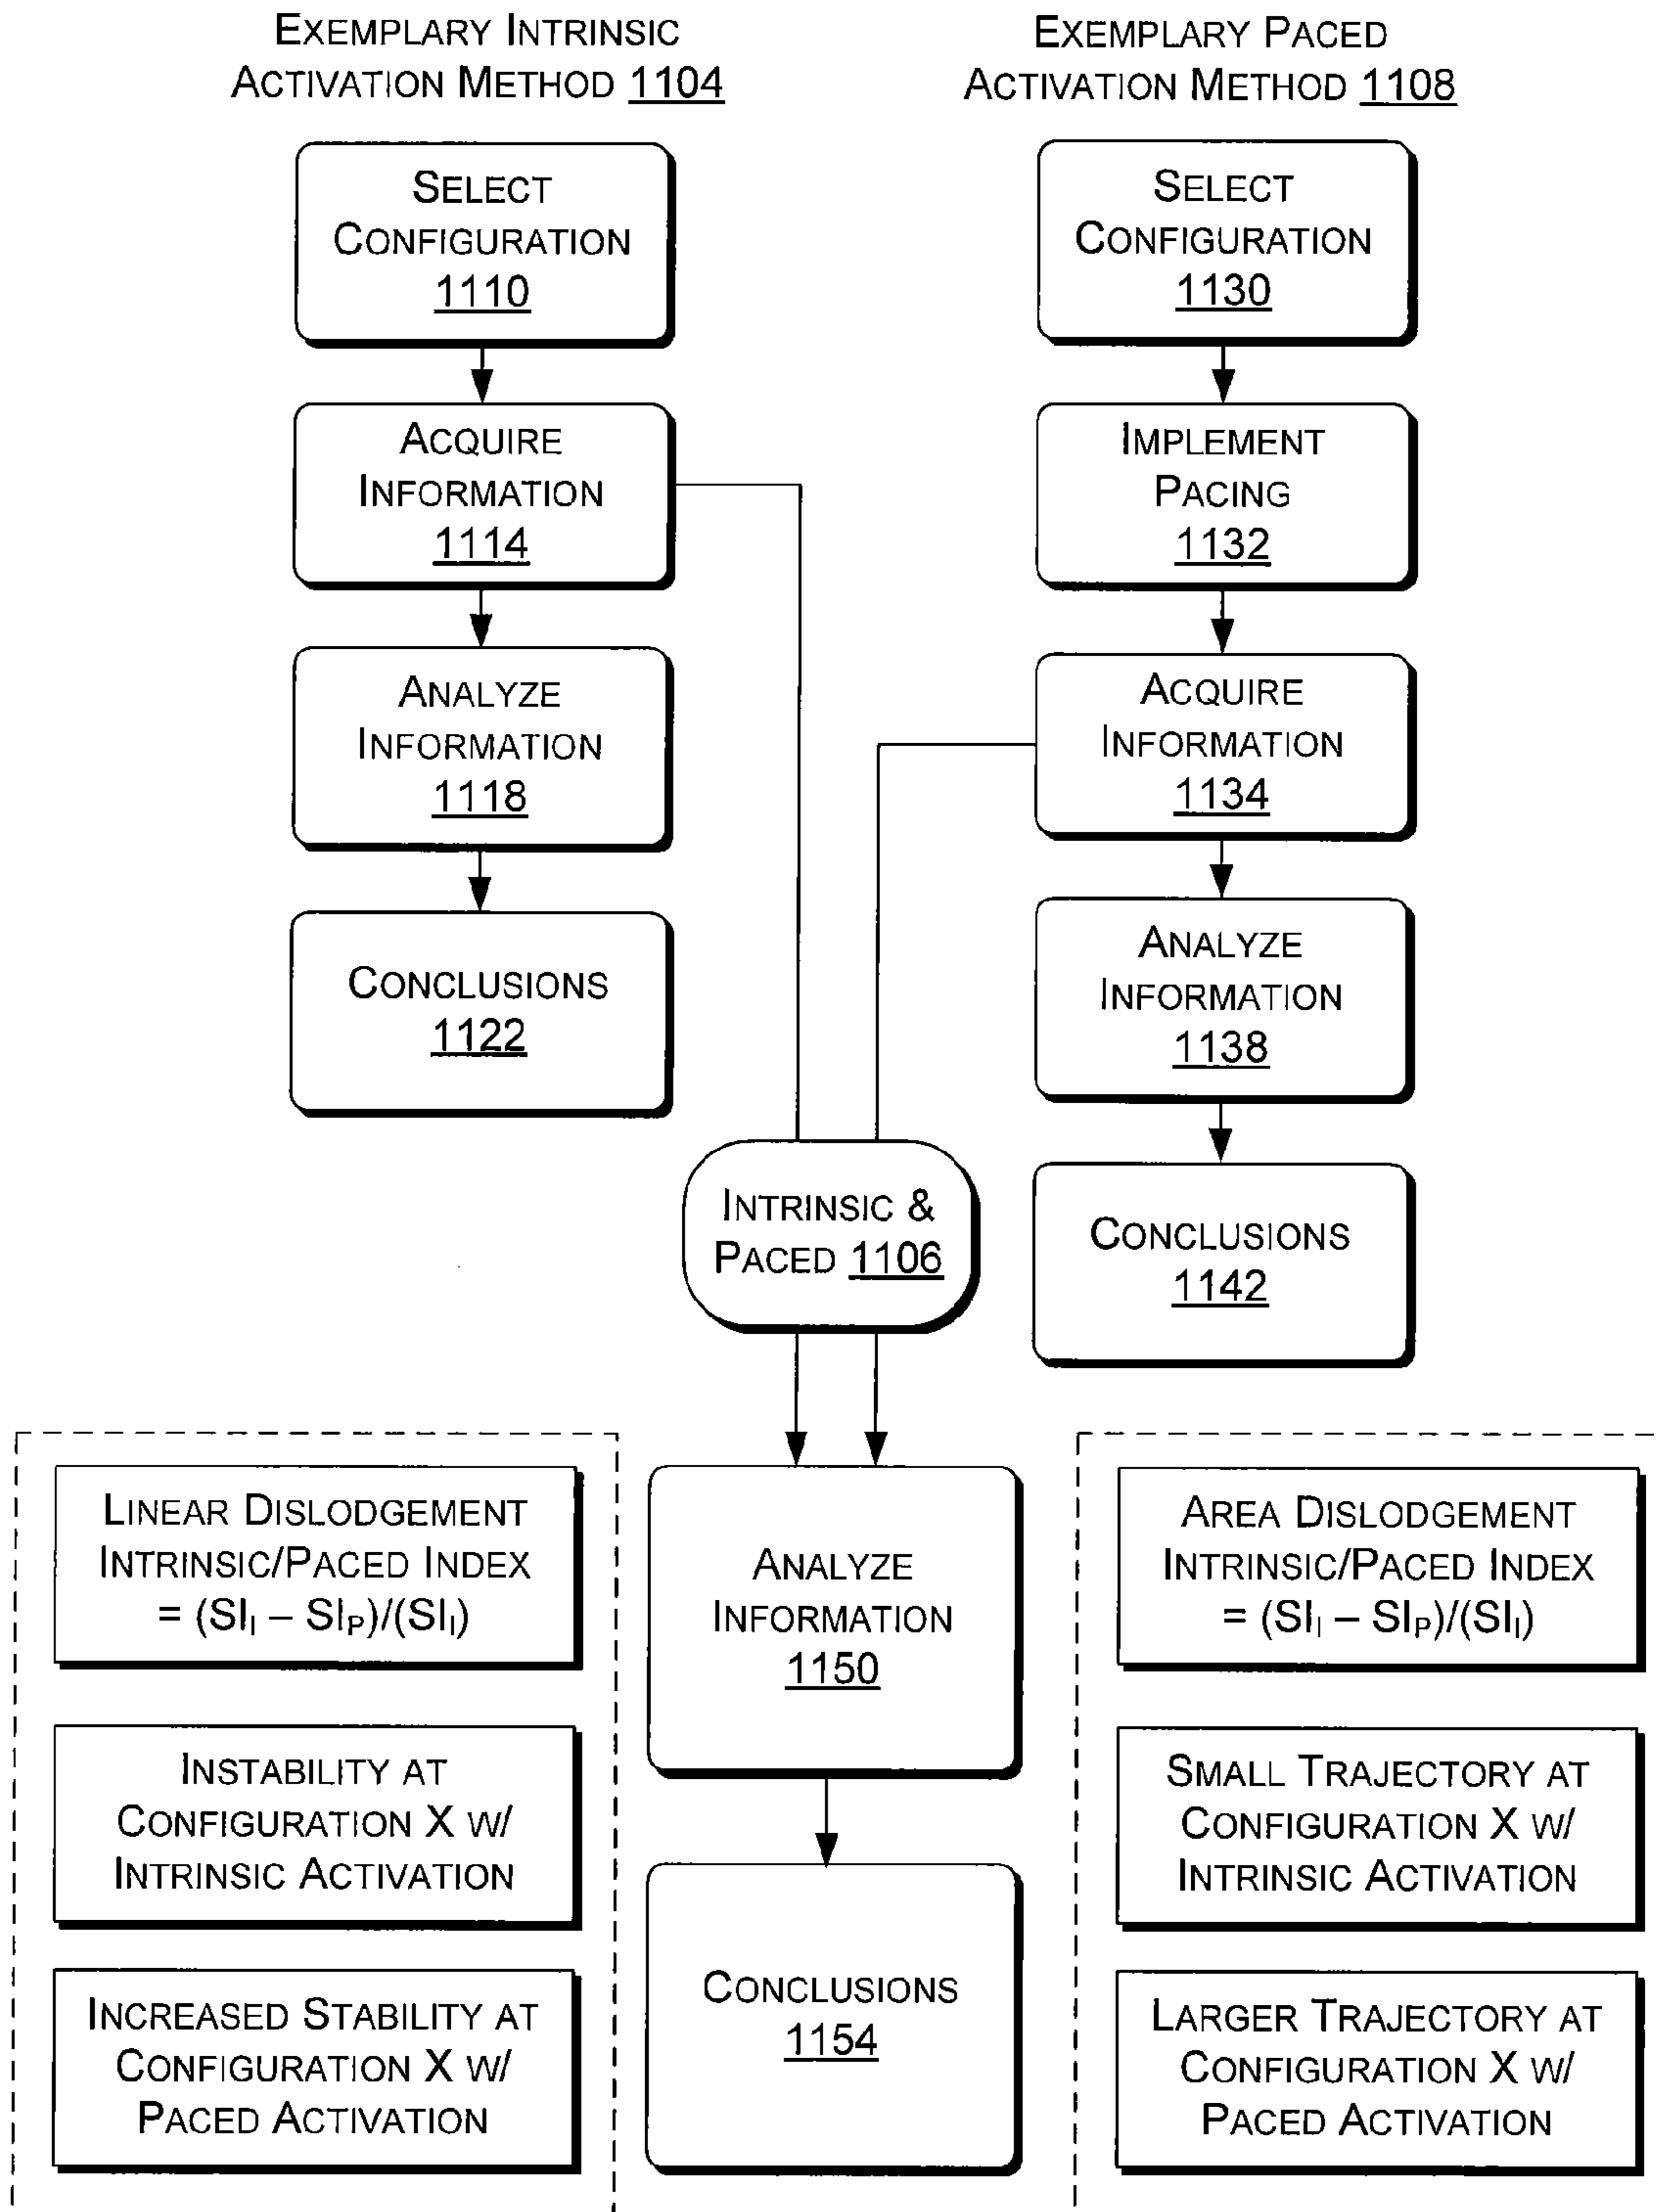 EXEMPLARY INTRINSIC
ACTIVATION METHOD 1104
SELECT
CONFIGURATION
1110
ACQUIRE
INFORMATION
1114
ANALYZE
INFORMATION
1118
CONCLUSIONS
1122
EXEMPLARY PACED
ACTIVATION METHOD 1108
SELECT
CONFIGURATION
1130
IMPLEMENT
PACING
1132
ACQUIRE
INFORMATION
1134
ANALYZE
INFORMATION
1138
CONCLUSIONS
1142
INTRINSIC &
PACED 1106
LINEAR DISLODGEMENT
INTRINSIC/PACED INDEX
= (SII – SIP)/(SII)
INSTABILITY AT
CONFIGURATION X W/
INTRINSIC ACTIVATION
INCREASED STABILITY AT
CONFIGURATION X W/
PACED ACTIVATION
ANALYZE
INFORMATION
1150
CONCLUSIONS
1154
AREA DISLODGEMENT
INTRINSIC/PACED INDEX
= (SII – SIP)/(SII)
SMALL TRAJECTORY AT
CONFIGURATION X W/
INTRINSIC ACTIVATION
LARGER TRAJECTORY AT
CONFIGURATION X W/
PACED ACTIVATION